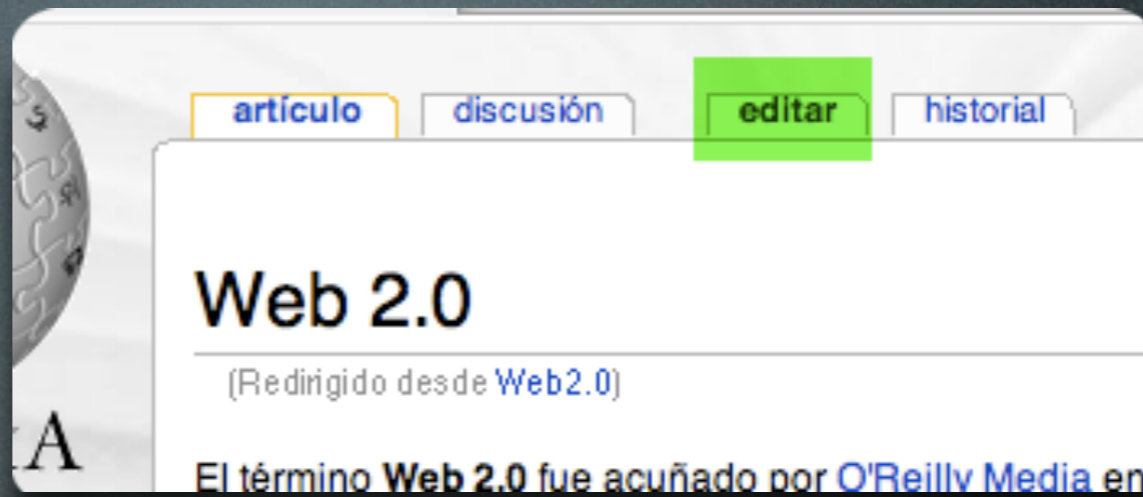 artículo discusión editar historial
Web 2.0
(Redirigido desde Web2.0)
IA
El término Web 2.0 fue acuñado por O'Reilly Media en